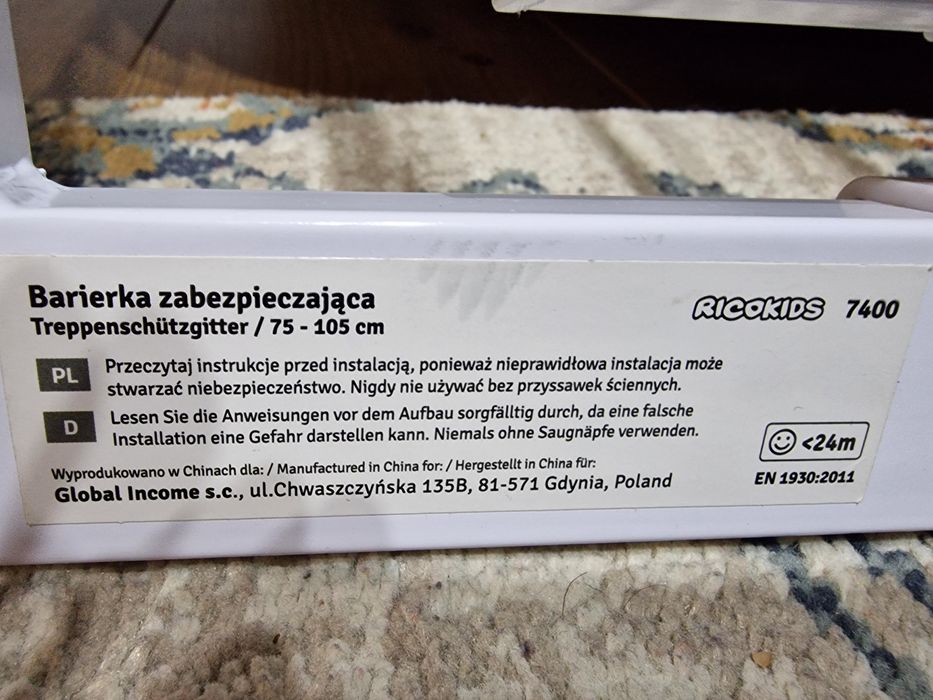 Barierka zabezpieczająca
Treppenschützgitter / 75 - 105 cm
RICOKIDS 7400
PL
Przeczytaj instrukcje przed instalacją, ponieważ nieprawidłowa instalacja może
stwarzać niebezpieczeństwo. Nigdy nie używać bez przyssawek ściennych.
D
Lesen Sie die Anweisungen vor dem Aufbau sorgfälltig durch, da eine falsche
Installation eine Gefahr darstellen kann. Niemals ohne Saugnäpfe verwenden.
<24m
Wyprodukowano w Chinach dla: / Manufactured in China for: / Hergestellt in China für:
Global Income s.c., ul.Chwaszczyńska 135B, 81-571 Gdynia, Poland
EN 1930:2011